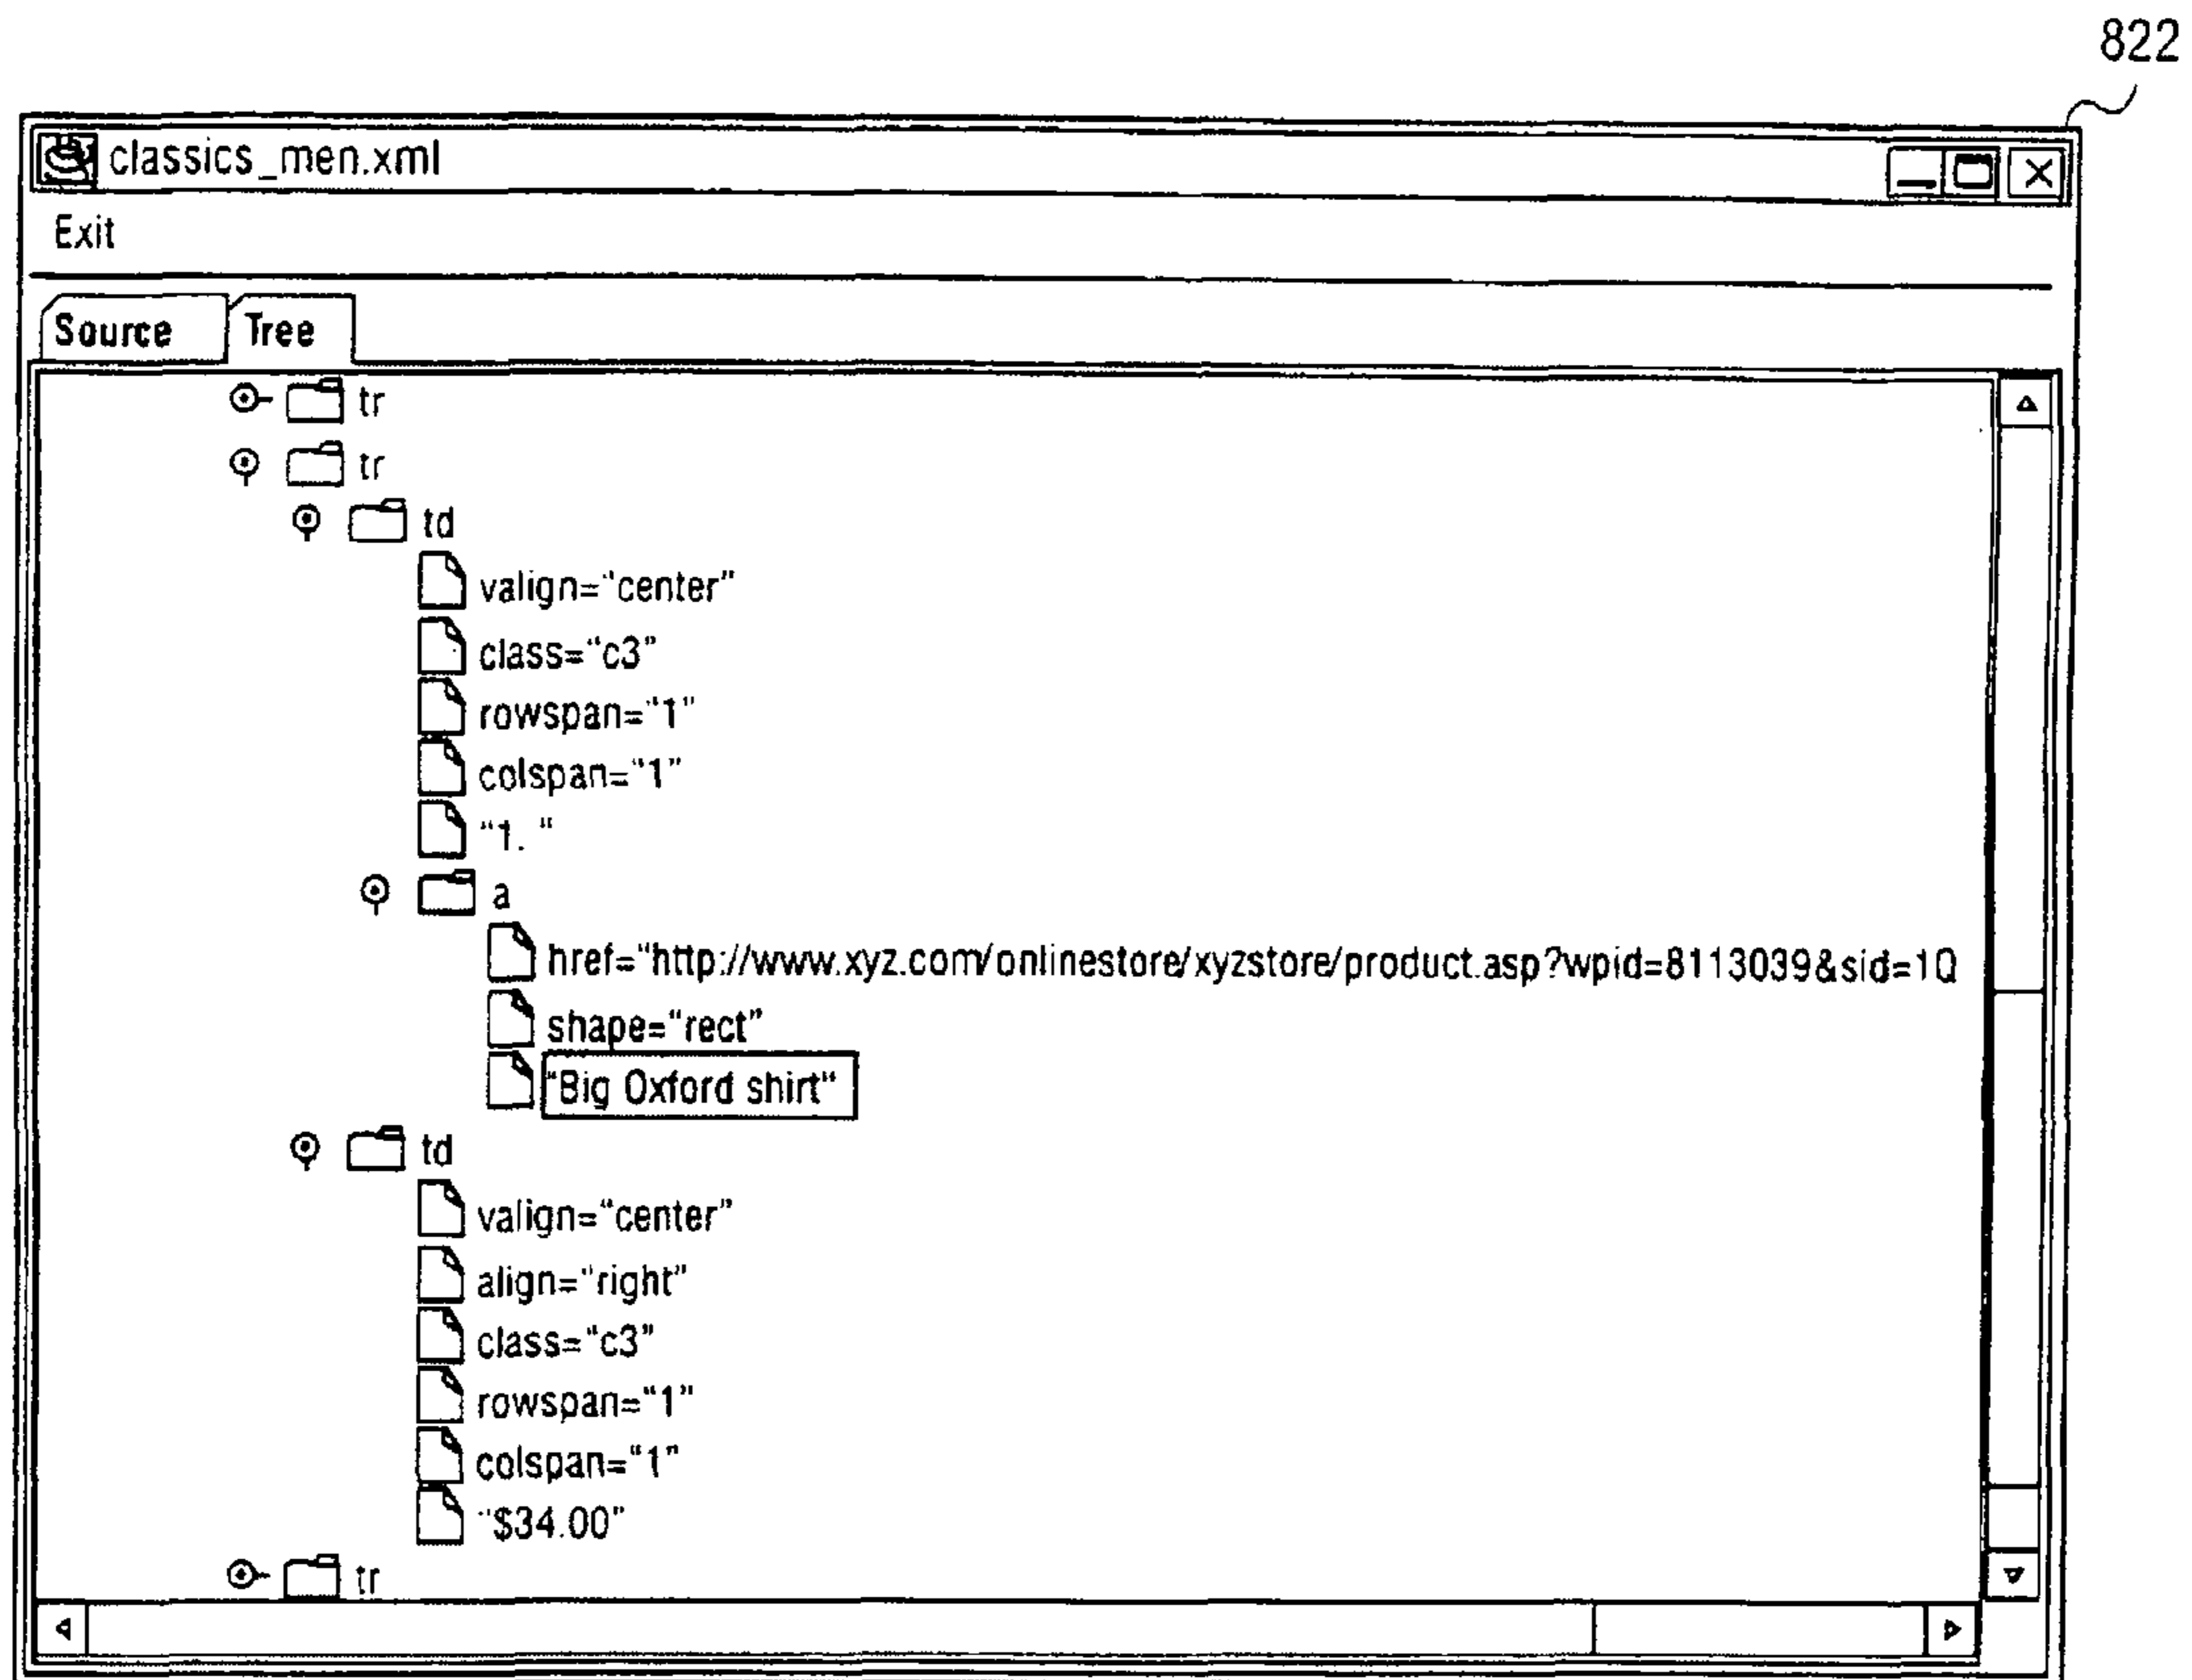 822
classics_men.xml
Exit
Source Tree
tr
tr
td
valign="center"
class="c3"
rowspan="1"
colspan="1"
"1. "
a
href="http://www.xyz.com/onlinestore/xyzstore/product.asp?wpid=8113039&sid=1Q
shape="rect"
"Big Oxford shirt"
td
valign="center"
align="right"
class="c3"
rowspan="1"
colspan="1"
"$34.00"
tr